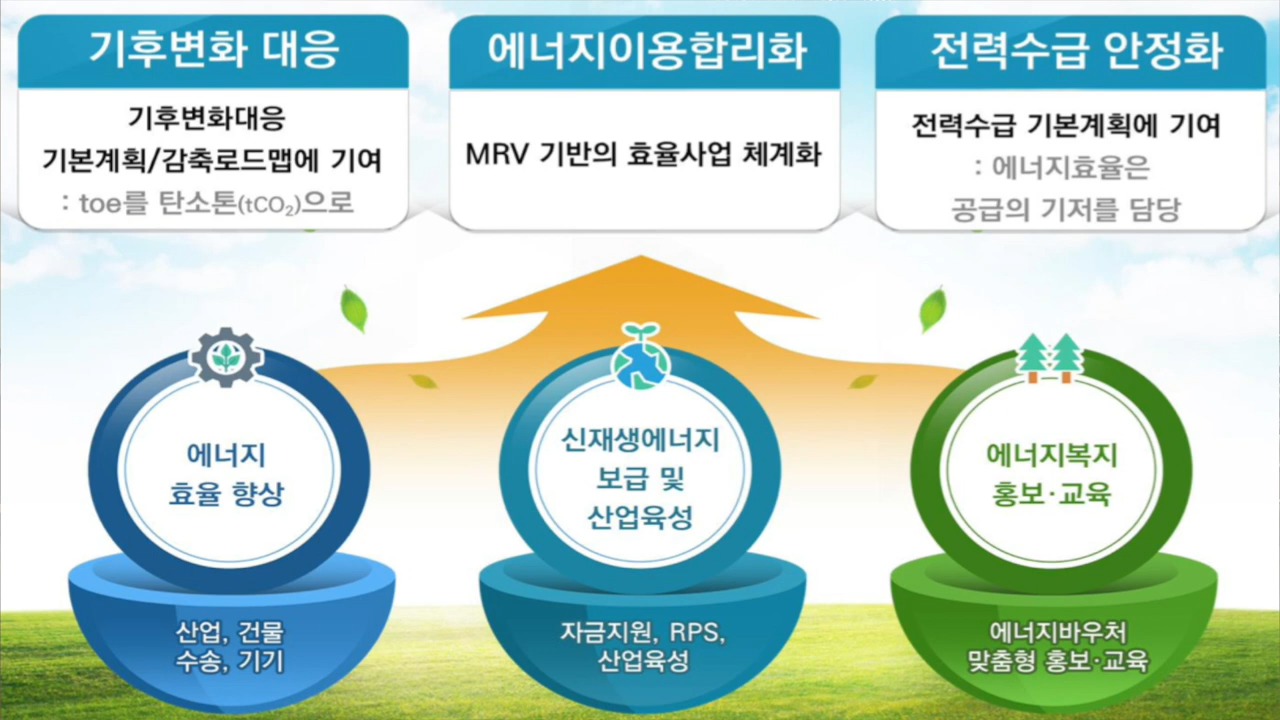 기후변화 대응
기후변화대응
기본계획/감축로드맵에 기여
: toe를 탄소톤(tCO₂)으로
에너지이용합리화
MRV 기반의 효율사업 체계화
전력수급 안정화
전력수급 기본계획에 기여
: 에너지효율은
공급의 기저를 담당
에너지
효율 향상
산업, 건물
수송, 기기
신재생에너지
보급 및
산업육성
자금지원, RPS,
산업육성
에너지복지
홍보·교육
에너지바우처
맞춤형 홍보·교육